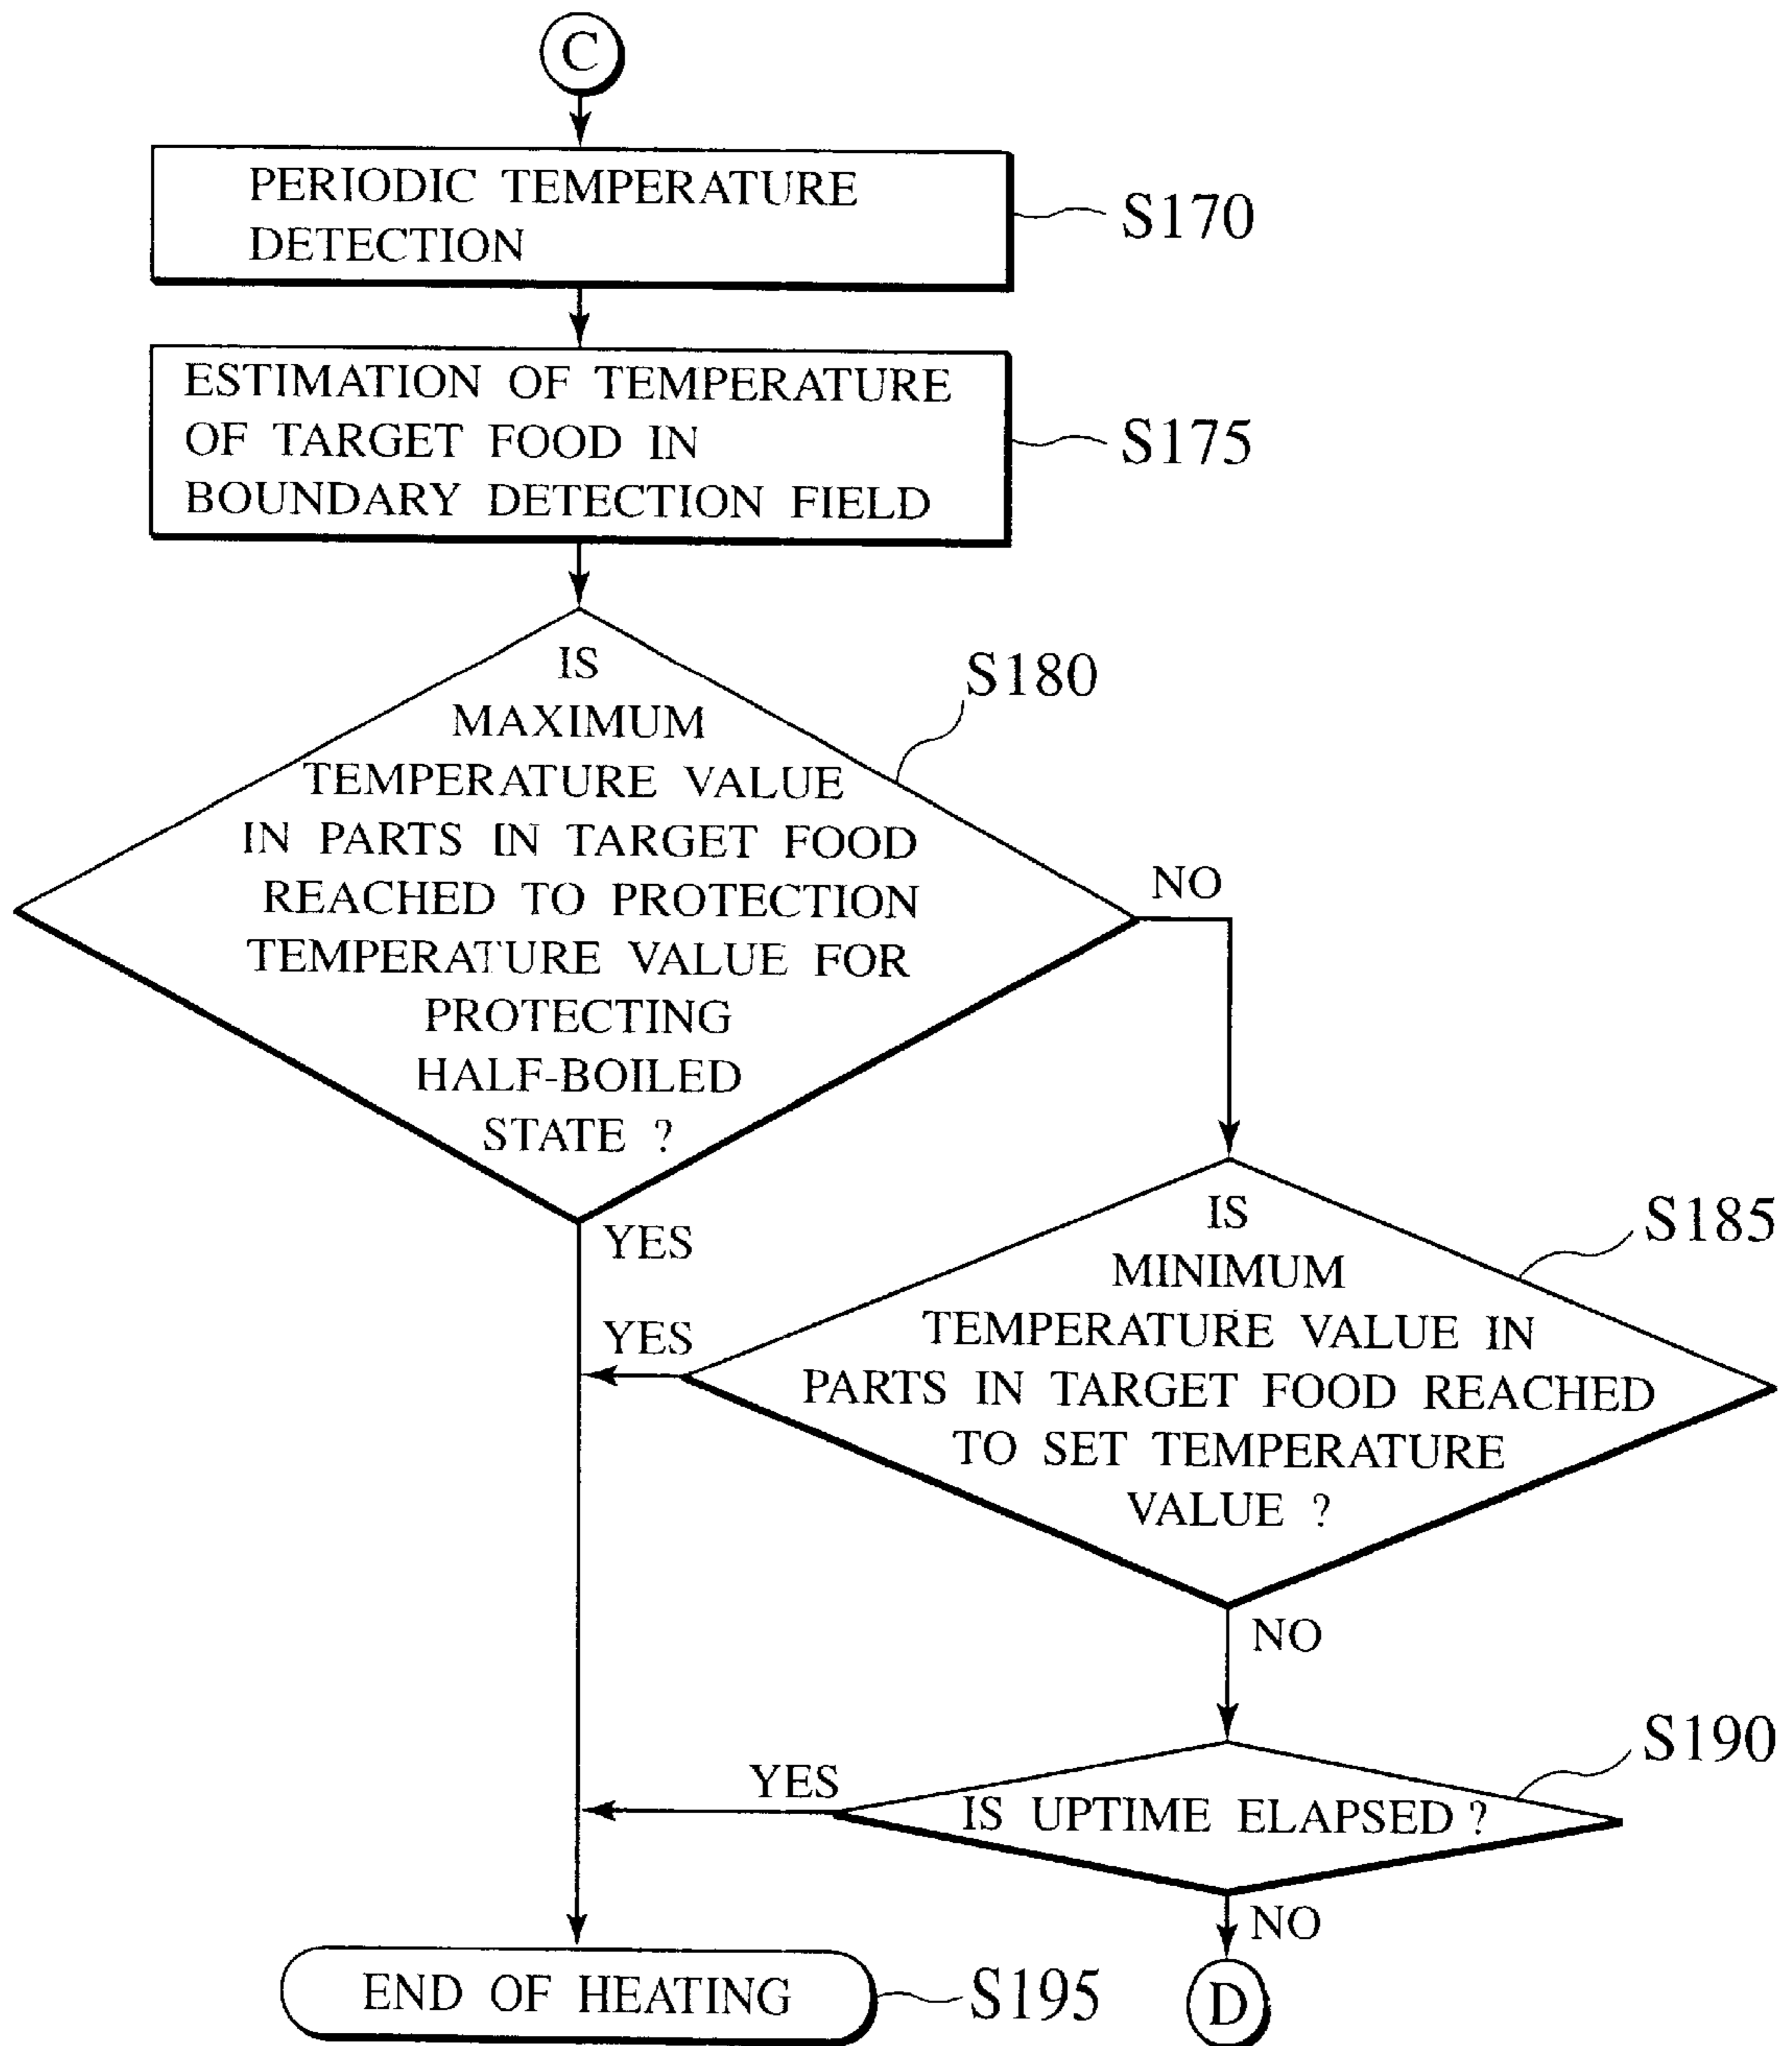 C
PERIODIC TEMPERATURE
DETECTION
S170
ESTIMATION OF TEMPERATURE
OF TARGET FOOD IN
BOUNDARY DETECTION FIELD
S175
IS
MAXIMUM
TEMPERATURE VALUE
IN PARTS IN TARGET FOOD
REACHED TO PROTECTION
TEMPERATURE VALUE FOR
PROTECTING
HALF-BOILED
STATE ?
S180
NO
YES
IS
MINIMUM
TEMPERATURE VALUE IN
PARTS IN TARGET FOOD REACHED
TO SET TEMPERATURE
VALUE ?
S185
YES
NO
IS UPTIME ELAPSED ?
S190
YES
NO
END OF HEATING
S195
D